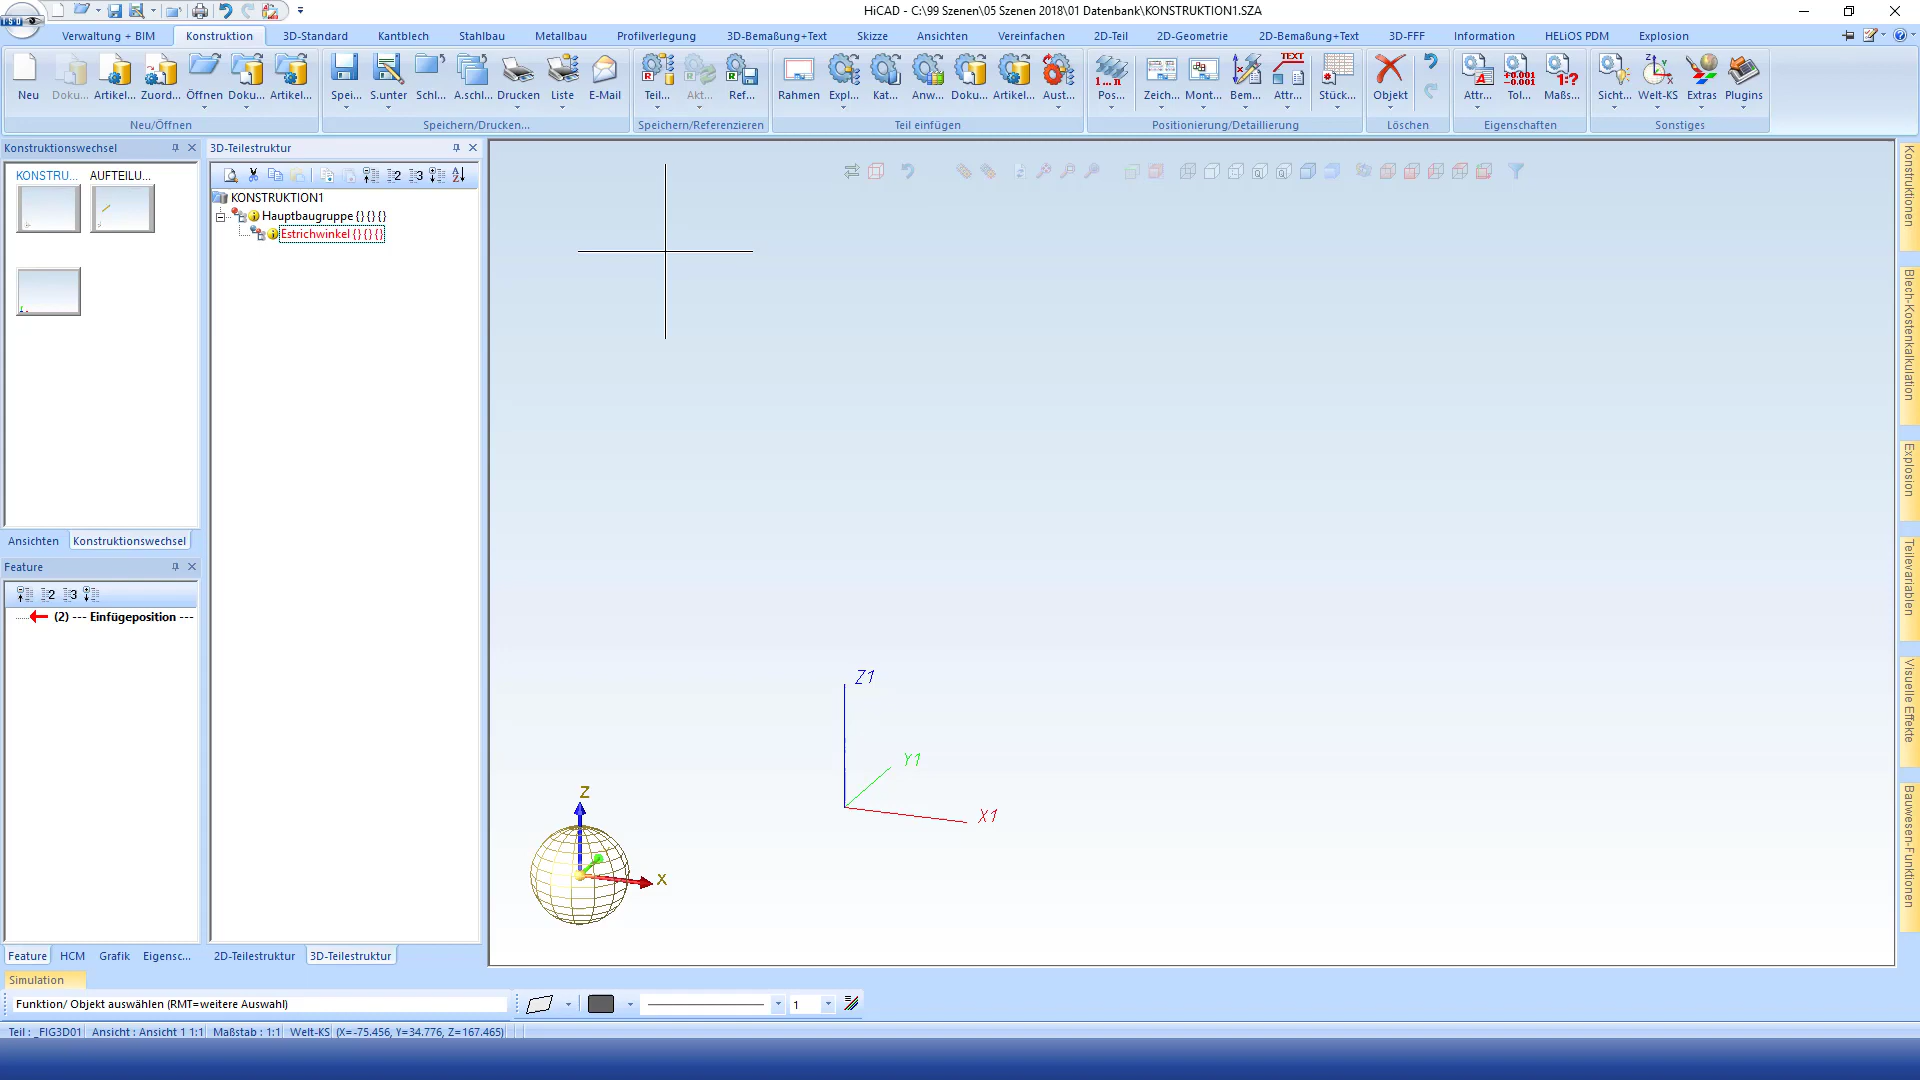 HiCAD - C:\99 Szenen\05 Szenen 2018\01 Datenbank\KONSTRUKTION1.SZA
ISD
Verwaltung + BIM Konstruktion 3D-Standard Kantblech Stahlbau Metallbau Profilverlegung 3D-Bemaßung+Text Skizze Ansichten Vereinfachen 2D-Teil 2D-Geometrie 2D-Bemaßung+Text 3D-FFF Information HELiOS PDM Explosion
Neu Doku... Artikel... Zuord... Öffnen Doku... Artikel... Spei... S.unter Schl... A.schl... Drucken Liste E-Mail Teil... Akt... Ref... Rahmen Expl... Kat... Anw... Doku... Artikel... Aust... Pos... Zeich... Mont... Bem... Attr... Stück... Objekt Attr... Tol... Maßs... Sicht... Welt-KS Extras Plugins
Neu/Öffnen Speichern/Drucken... Speichern/Referenzieren Teil einfügen Positionierung/Detaillierung Löschen Eigenschaften Sonstiges
Konstruktionswechsel
KONSTRU... AUFTEILU...
Ansichten Konstruktionswechsel
Feature
2 3
(2) --- Einfügeposition ---
Feature HCM Grafik Eigensc...
3D-Teilestruktur
2 3
KONSTRUKTION1
Hauptbaugruppe {} {} {}
Estrichwinkel {} {} {}
2D-Teilestruktur 3D-Teilestruktur
Z1
Y1
X1
Z
X
Konstruktionen
Blech-Kostenkalkulation
Explosion
Teilevariablen
Visuelle Effekte
Bauwesen-Funktionen
Simulation
Funktion/ Objekt auswählen (RMT=weitere Auswahl)
1
Teil : _FIG3D01 Ansicht : Ansicht 1 1:1 Maßstab : 1:1 Welt-KS (X=-75.456, Y=34.776, Z=167.465)